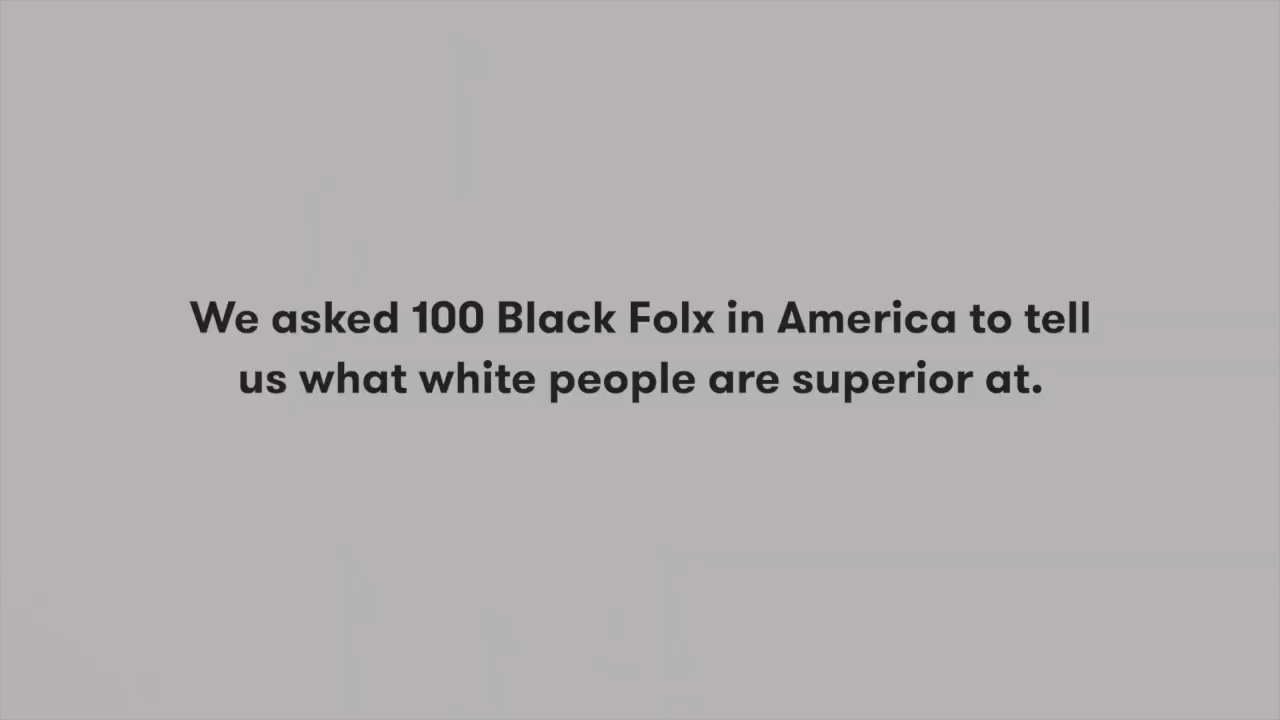 We asked 100 Black Folx in America to tell
us what white people are superior at.